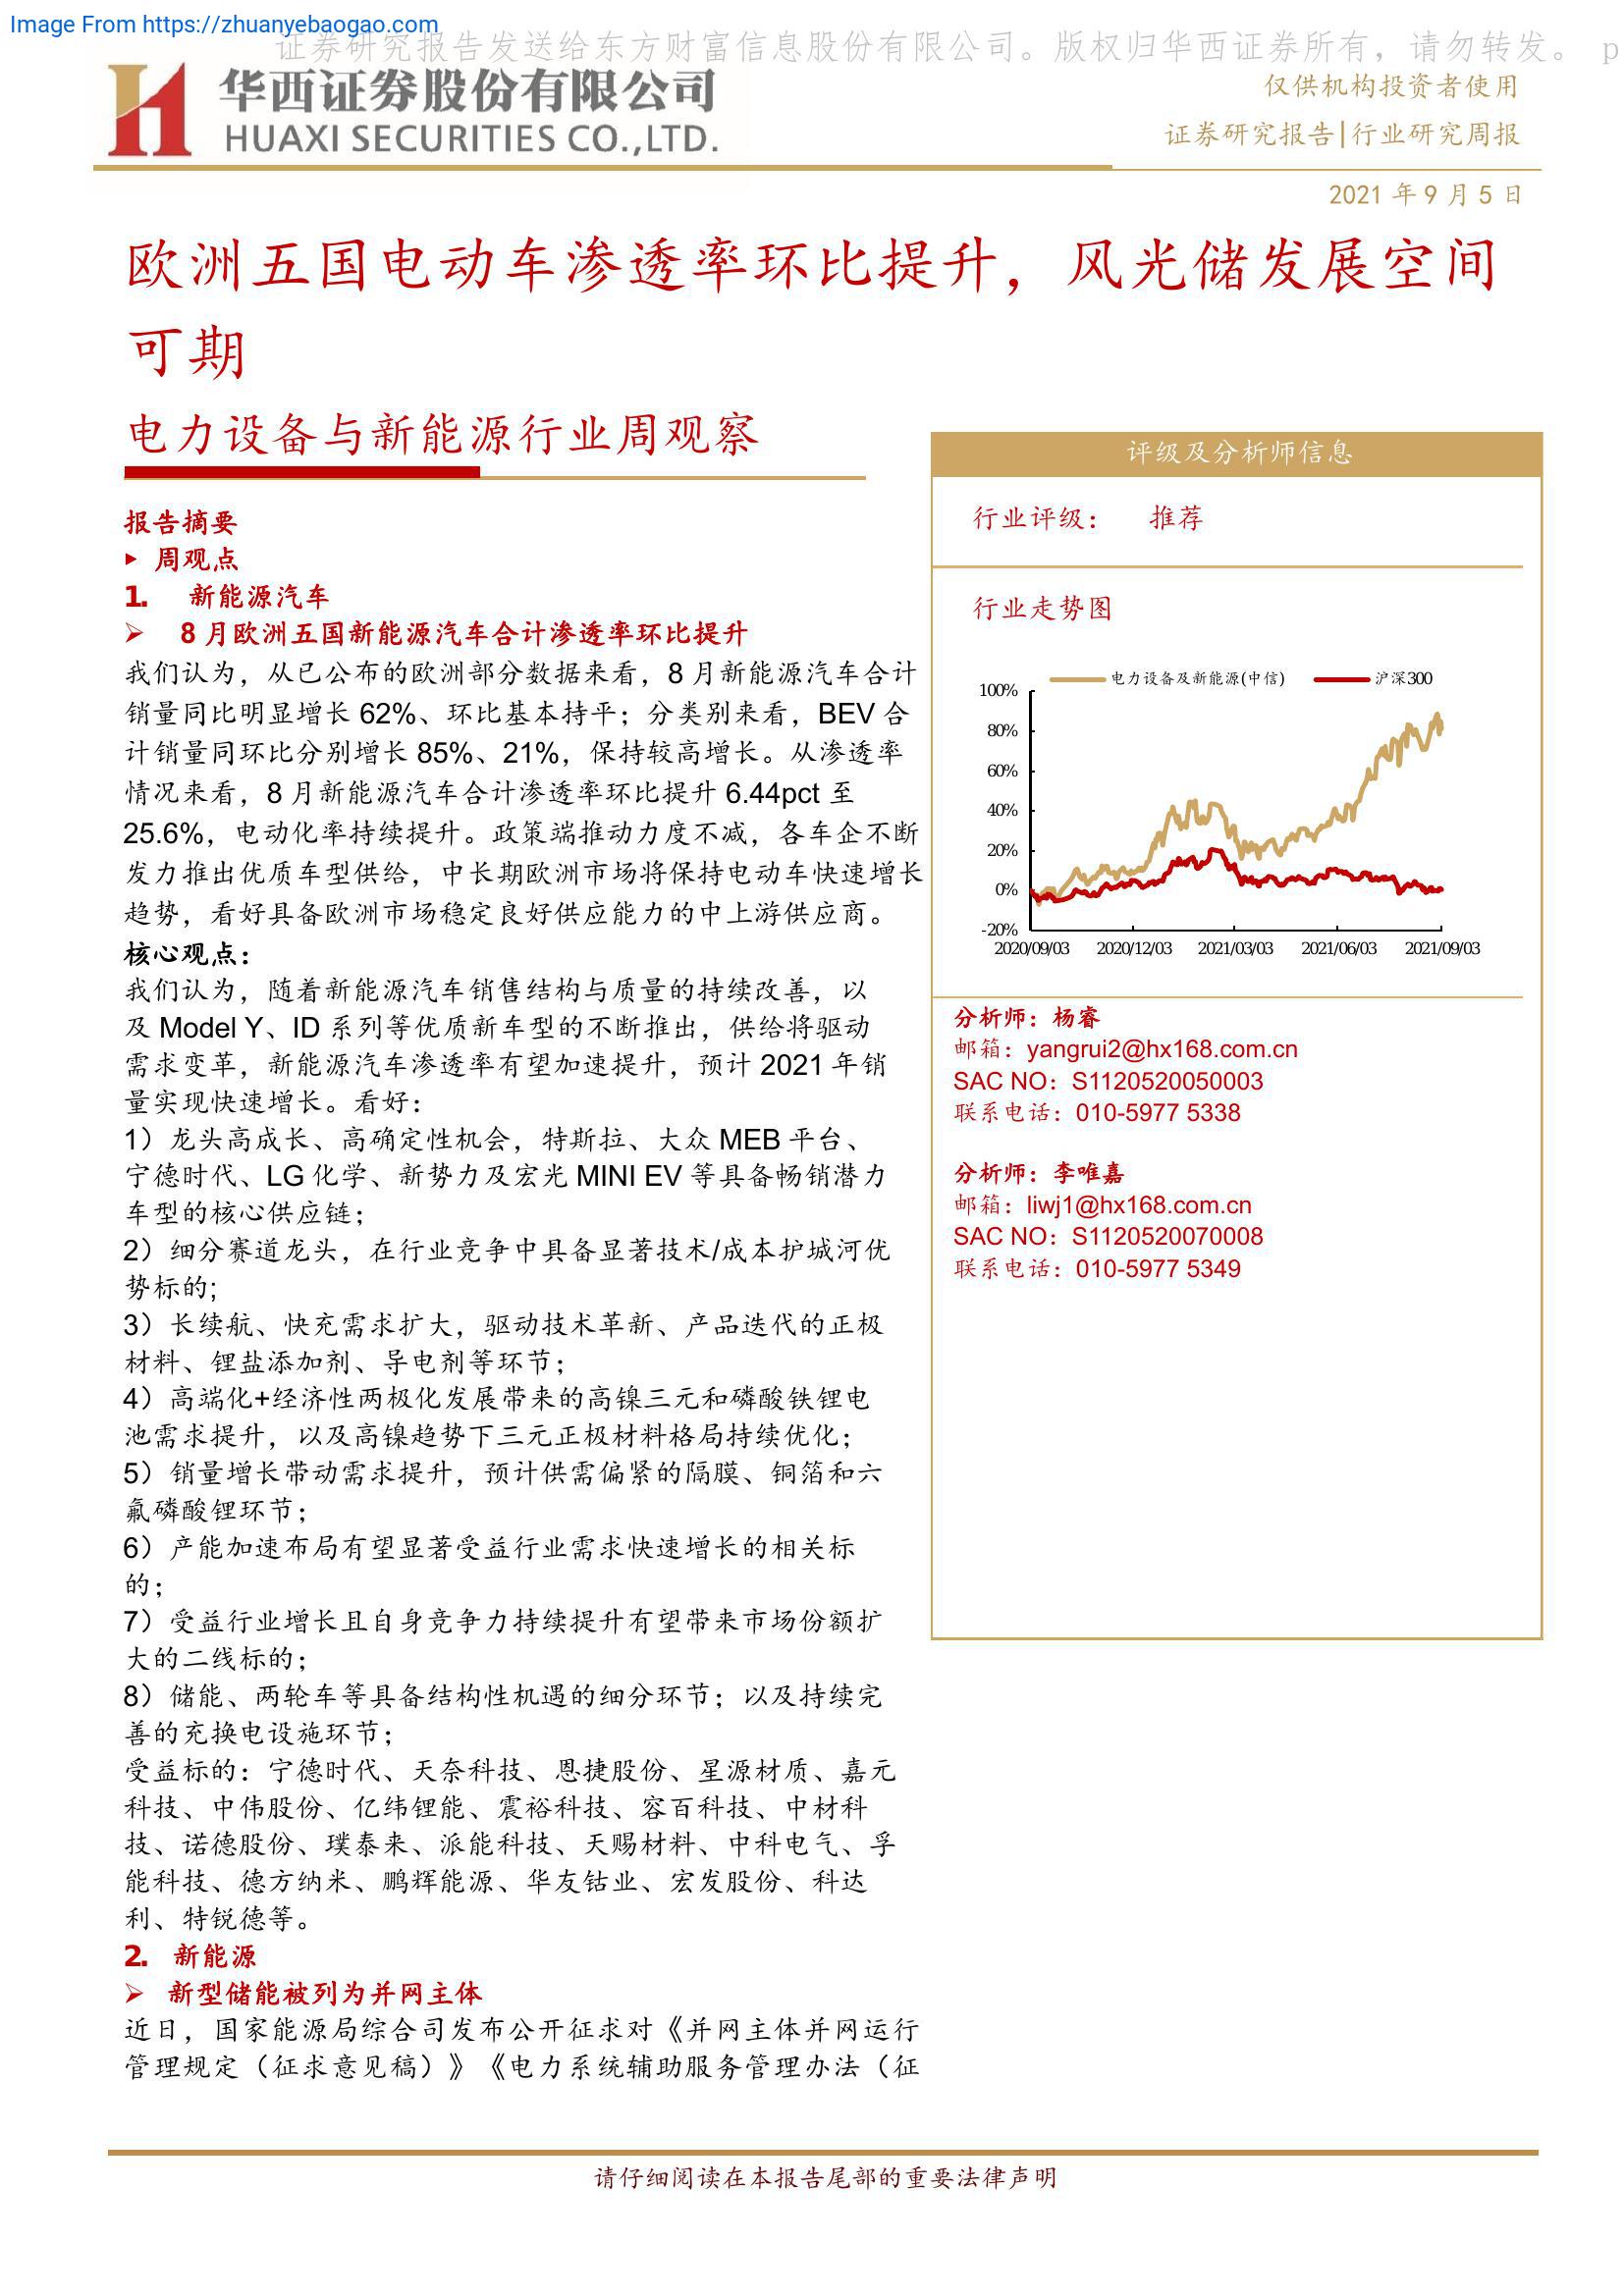 Image From https://zhuanyebaogao.com
证券研究报告发送给东方财富信息股份有限公司。版权归华西证券所有，请勿转发。 p
华西证券股份有限公司
HUAXI SECURITIES CO.,LTD.
仅供机构投资者使用
证券研究报告|行业研究周报
2021 年 9 月 5 日
欧洲五国电动车渗透率环比提升，风光储发展空间
可期
电力设备与新能源行业周观察
报告摘要
▸ 周观点
1. 新能源汽车
➢ 8 月欧洲五国新能源汽车合计渗透率环比提升
我们认为，从已公布的欧洲部分数据来看，8 月新能源汽车合计
销量同比明显增长 62%、环比基本持平；分类别来看，BEV 合
计销量同环比分别增长 85%、21%，保持较高增长。从渗透率
情况来看，8 月新能源汽车合计渗透率环比提升 6.44pct 至
25.6%，电动化率持续提升。政策端推动力度不减，各车企不断
发力推出优质车型供给，中长期欧洲市场将保持电动车快速增长
趋势，看好具备欧洲市场稳定良好供应能力的中上游供应商。
核心观点：
我们认为，随着新能源汽车销售结构与质量的持续改善，以
及 Model Y、ID 系列等优质新车型的不断推出，供给将驱动
需求变革，新能源汽车渗透率有望加速提升，预计 2021 年销
量实现快速增长。看好：
1）龙头高成长、高确定性机会，特斯拉、大众 MEB 平台、
宁德时代、LG 化学、新势力及宏光 MINI EV 等具备畅销潜力
车型的核心供应链；
2）细分赛道龙头，在行业竞争中具备显著技术/成本护城河优
势标的;
3）长续航、快充需求扩大，驱动技术革新、产品迭代的正极
材料、锂盐添加剂、导电剂等环节；
4）高端化+经济性两极化发展带来的高镍三元和磷酸铁锂电
池需求提升，以及高镍趋势下三元正极材料格局持续优化；
5）销量增长带动需求提升，预计供需偏紧的隔膜、铜箔和六
氟磷酸锂环节；
6）产能加速布局有望显著受益行业需求快速增长的相关标
的；
7）受益行业增长且自身竞争力持续提升有望带来市场份额扩
大的二线标的；
8）储能、两轮车等具备结构性机遇的细分环节；以及持续完
善的充换电设施环节；
受益标的：宁德时代、天奈科技、恩捷股份、星源材质、嘉元
科技、中伟股份、亿纬锂能、震裕科技、容百科技、中材科
技、诺德股份、璞泰来、派能科技、天赐材料、中科电气、孚
能科技、德方纳米、鹏辉能源、华友钴业、宏发股份、科达
利、特锐德等。
2. 新能源
➢ 新型储能被列为并网主体
近日，国家能源局综合司发布公开征求对《并网主体并网运行
管理规定（征求意见稿）》《电力系统辅助服务管理办法（征
评级及分析师信息
行业评级： 推荐
行业走势图
电力设备及新能源(中信) 沪深300
100%
80%
60%
40%
20%
0%
-20%
2020/09/03 2020/12/03 2021/03/03 2021/06/03 2021/09/03
分析师：杨睿
邮箱：yangrui2@hx168.com.cn
SAC NO：S1120520050003
联系电话：010-5977 5338
分析师：李唯嘉
邮箱：liwj1@hx168.com.cn
SAC NO：S1120520070008
联系电话：010-5977 5349
请仔细阅读在本报告尾部的重要法律声明